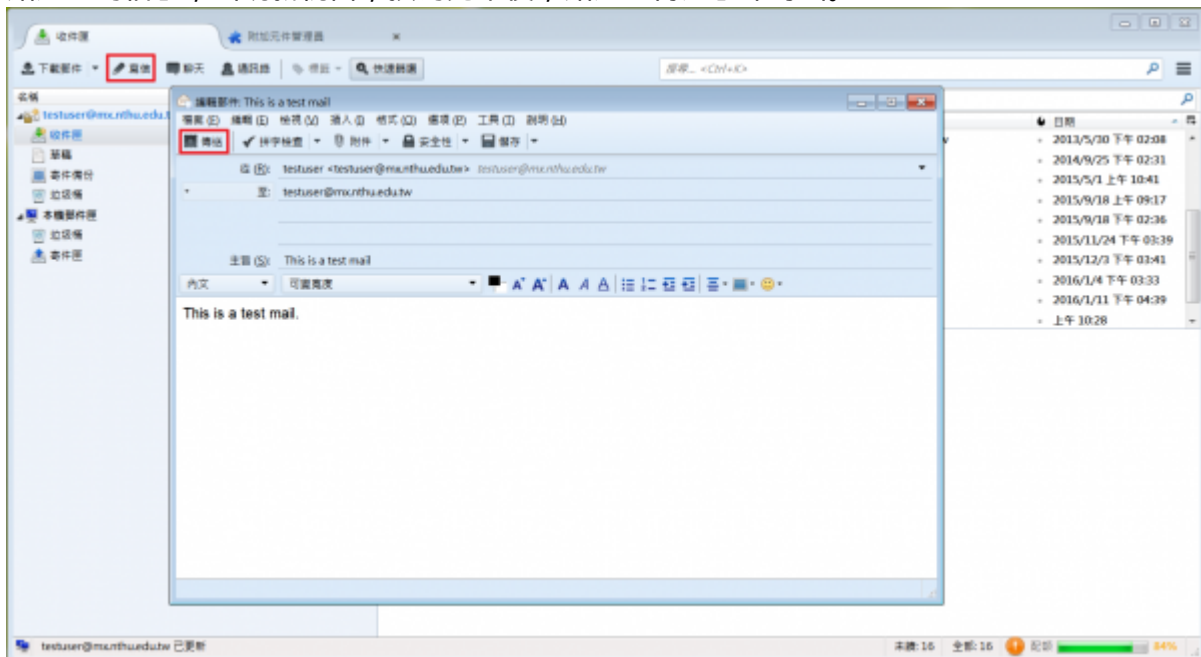 收件匣
附加元件管理員
下載郵件
寫信
聊天
通訊錄
標籤
快速篩選
搜尋... <Ctrl+K>
名稱
testuser@mx.nthu.edu.t
收件匣
草稿
寄件備份
垃圾桶
本機郵件匣
垃圾桶
寄件匣
編輯郵件: This is a test mail
檔案(F) 編輯(E) 檢視(V) 插入(I) 格式(O) 選項(P) 工具(T) 說明(H)
傳送 拼字檢查 附件 安全性 儲存
從(R): testuser <testuser@mx.nthu.edu.tw> testuser@mx.nthu.edu.tw
至: testuser@mx.nthu.edu.tw
主旨(S): This is a test mail
內文 可變寬度
This is a test mail.
日期
2013/5/30 下午 02:08
2014/9/25 下午 02:31
2015/5/1 上午 10:41
2015/9/18 上午 09:17
2015/9/18 下午 02:36
2015/11/24 下午 03:39
2015/12/3 下午 03:41
2016/1/4 下午 03:33
2016/1/11 下午 04:39
上午 10:28
testuser@mx.nthu.edu.tw 已更新
未讀: 16 全部: 16 配額 84%